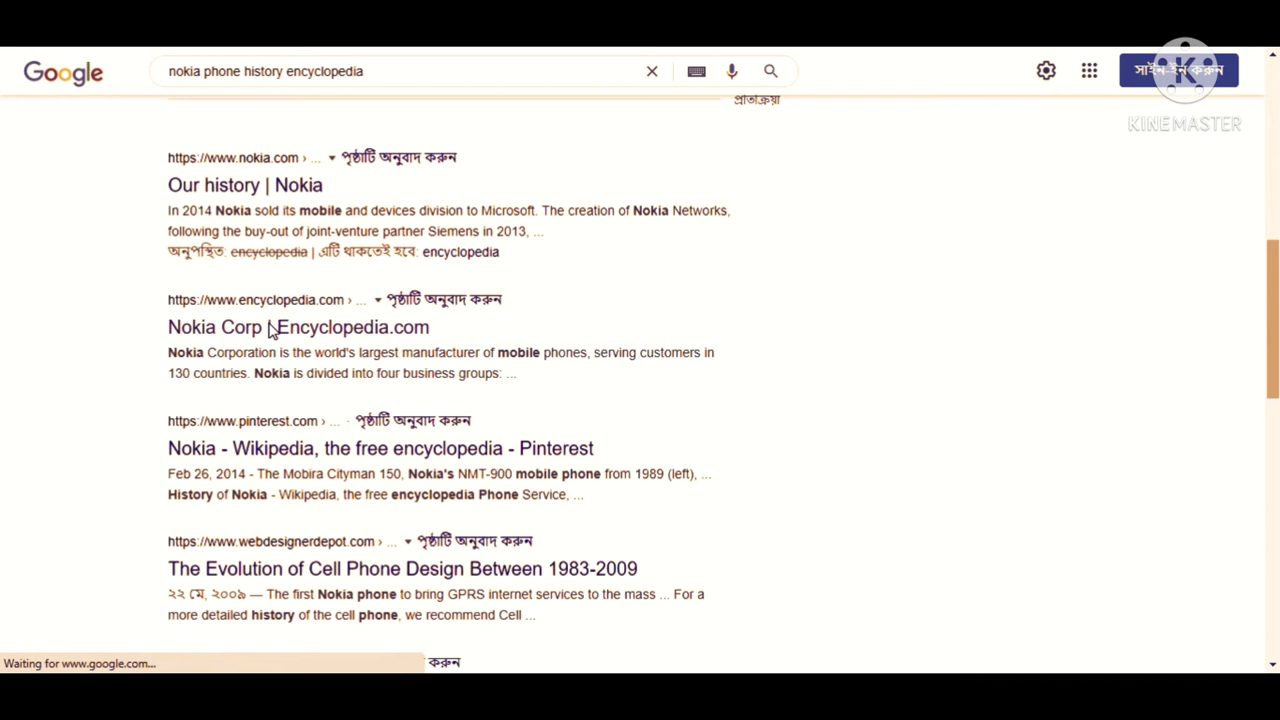 Google
nokia phone history encyclopedia
সাইন-ইন করুন
K
KINEMASTER
প্রতিক্রিয়া
https://www.nokia.com › ... পৃষ্ঠাটি অনুবাদ করুন
Our history | Nokia
In 2014 Nokia sold its mobile and devices division to Microsoft. The creation of Nokia Networks,
following the buy-out of joint-venture partner Siemens in 2013, ...
অনুপস্থিত: encyclopedia | এটি থাকতেই হবে: encyclopedia
https://www.encyclopedia.com › ... পৃষ্ঠাটি অনুবাদ করুন
Nokia Corp | Encyclopedia.com
Nokia Corporation is the world's largest manufacturer of mobile phones, serving customers in
130 countries. Nokia is divided into four business groups: ...
https://www.pinterest.com › ... · পৃষ্ঠাটি অনুবাদ করুন
Nokia - Wikipedia, the free encyclopedia - Pinterest
Feb 26, 2014 - The Mobira Cityman 150, Nokia's NMT-900 mobile phone from 1989 (left), ...
History of Nokia - Wikipedia, the free encyclopedia Phone Service, ...
https://www.webdesignerdepot.com › ... পৃষ্ঠাটি অনুবাদ করুন
The Evolution of Cell Phone Design Between 1983-2009
২২ মে, ২০০৯ — The first Nokia phone to bring GPRS internet services to the mass ... For a
more detailed history of the cell phone, we recommend Cell ...
Waiting for www.google.com...
করুন